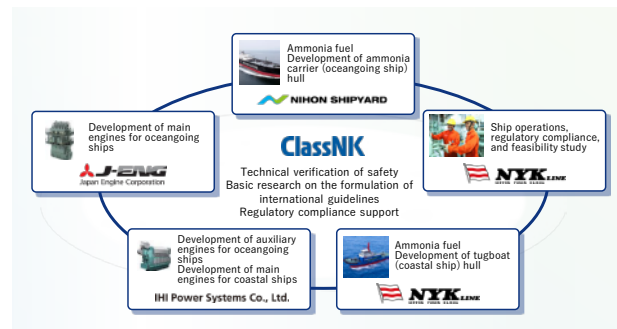 Ammonia fuel
Development of ammonia
carrier (oceangoing ship)
hull
NIHON SHIPYARD
Development of main
engines for oceangoing
ships
J-ENG
Japan Engine Corporation
ClassNK
Technical verification of safety
Basic research on the formulation of
international guidelines
Regulatory compliance support
Ship operations,
regulatory compliance,
and feasibility study
NYK LINE
Development of auxiliary
engines for oceangoing
ships
Development of main
engines for coastal ships
IHI Power Systems Co., Ltd.
Ammonia fuel
Development of tugboat
(coastal ship) hull
NYK LINE